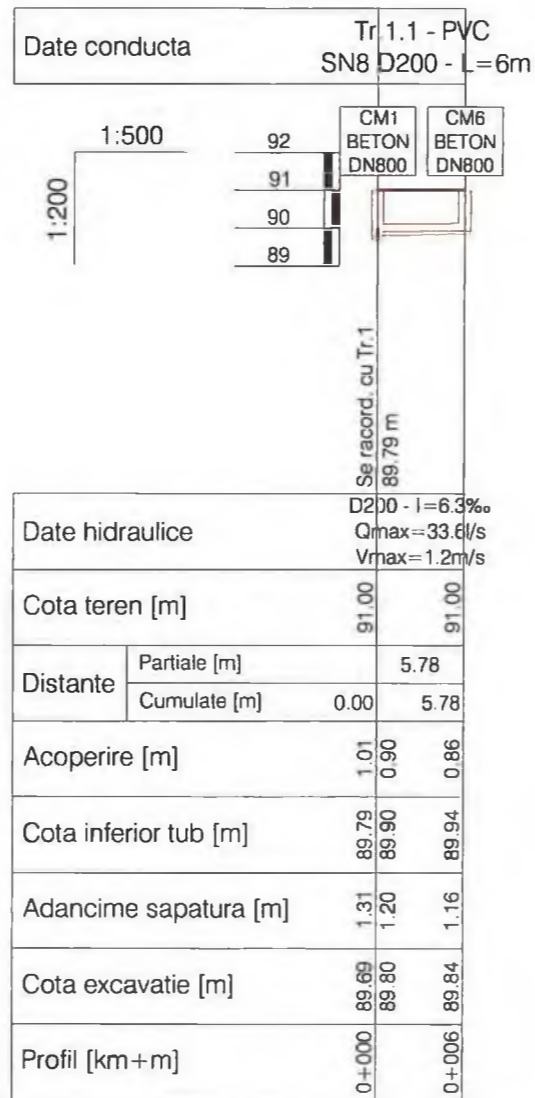 Date conducta
Tr.1.1 - PVC
SN8 D200 - L=6m
CM1
BETON
DN800
CM6
BETON
DN800
1:500
1:200
92
91
90
89
Se racord. cu Tr.1
89.79 m
Date hidraulice
D200 - I=6.3‰
Qmax=33.6l/s
Vmax=1.2m/s
Cota teren [m] 91.00 91.00
Distante
Partiale [m] 5.78
Cumulate [m] 0.00 5.78
Acoperire [m] 1.01 0.90 0.86
Cota inferior tub [m] 89.79 89.90 89.94
Adancime sapatura [m] 1.31 1.20 1.16
Cota excavatie [m] 89.69 89.80 89.84
Profil [km+m] 0+000 0+006